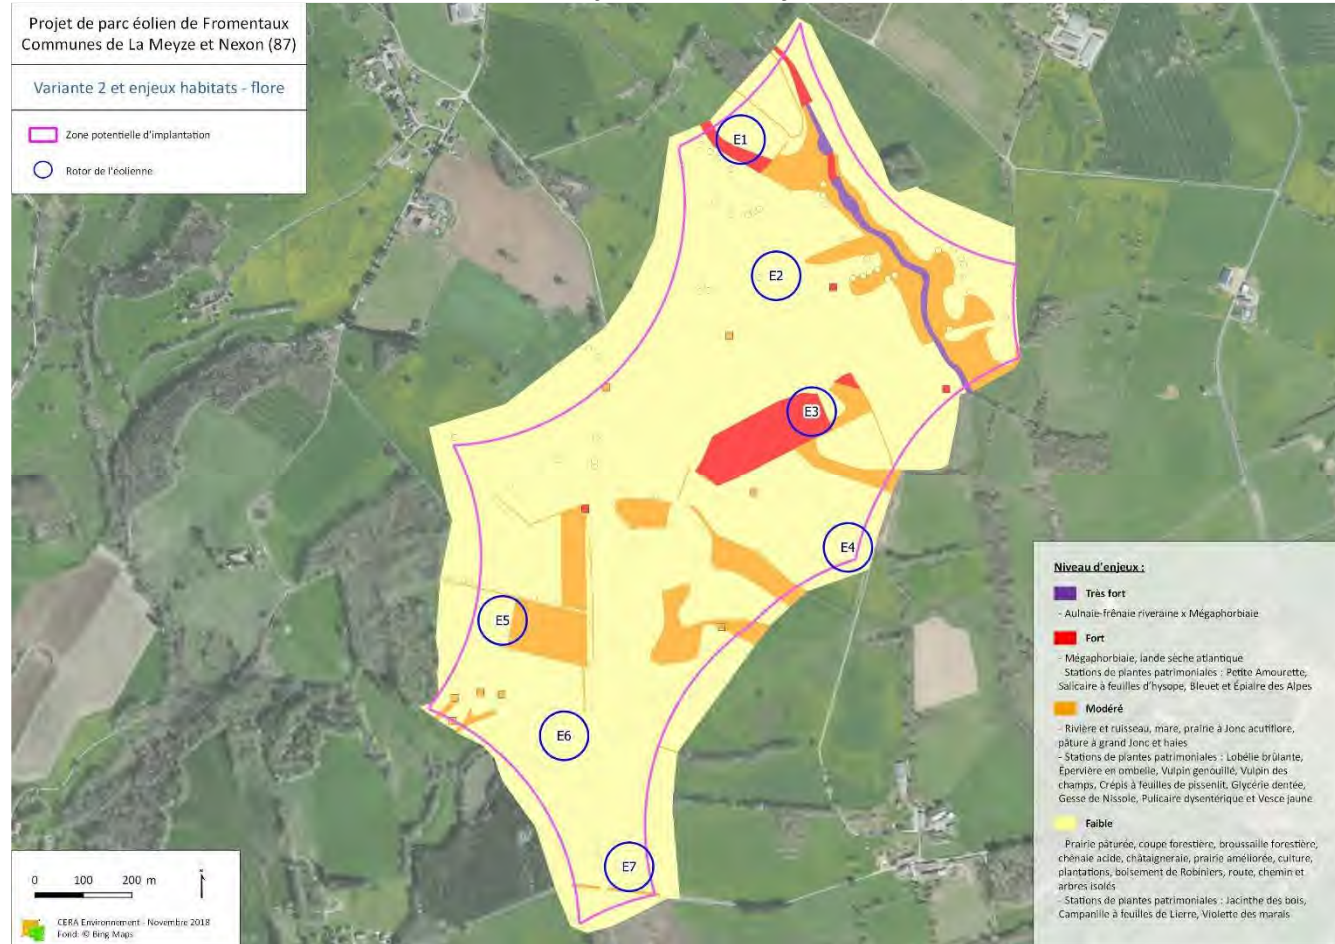 Projet de parc éolien de Fromentaux
Communes de La Meyze et Nexon (87)
Variante 2 et enjeux habitats - flore
Zone potentielle d'implantation
Rotor de l'éolienne
E1
E2
E3
E4
E5
E6
E7
0 100 200 m
CERA Environnement - Novembre 2018
Fond: © Bing Maps
Niveau d'enjeux :
Très fort
- Aulnaie-frênaie riveraine x Mégaphorbiaie
Fort
- Mégaphorbiaie, lande sèche atlantique
- Stations de plantes patrimoniales : Petite Amourette,
Salicaire à feuilles d'hysope, Bleuet et Épiaire des Alpes
Modéré
- Rivière et ruisseau, mare, prairie à Jonc acutiflore,
pâture à grand Jonc et haies
- Stations de plantes patrimoniales : Lobélie brûlante,
Épervière en ombelle, Vulpin genouillé, Vulpin des
champs, Crépis à feuilles de pissenlit, Glycérie dentée,
Gesse de Nissole, Pulicaire dysentérique et Vesce jaune
Faible
- Prairie pâturée, coupe forestière, broussaille forestière,
chênaie acide, châtaigneraie, prairie améliorée, culture,
plantations, boisement de Robiniers, route, chemin et
arbres isolés
- Stations de plantes patrimoniales : Jacinthe des bois,
Campanille à feuilles de Lierre, Violette des marais